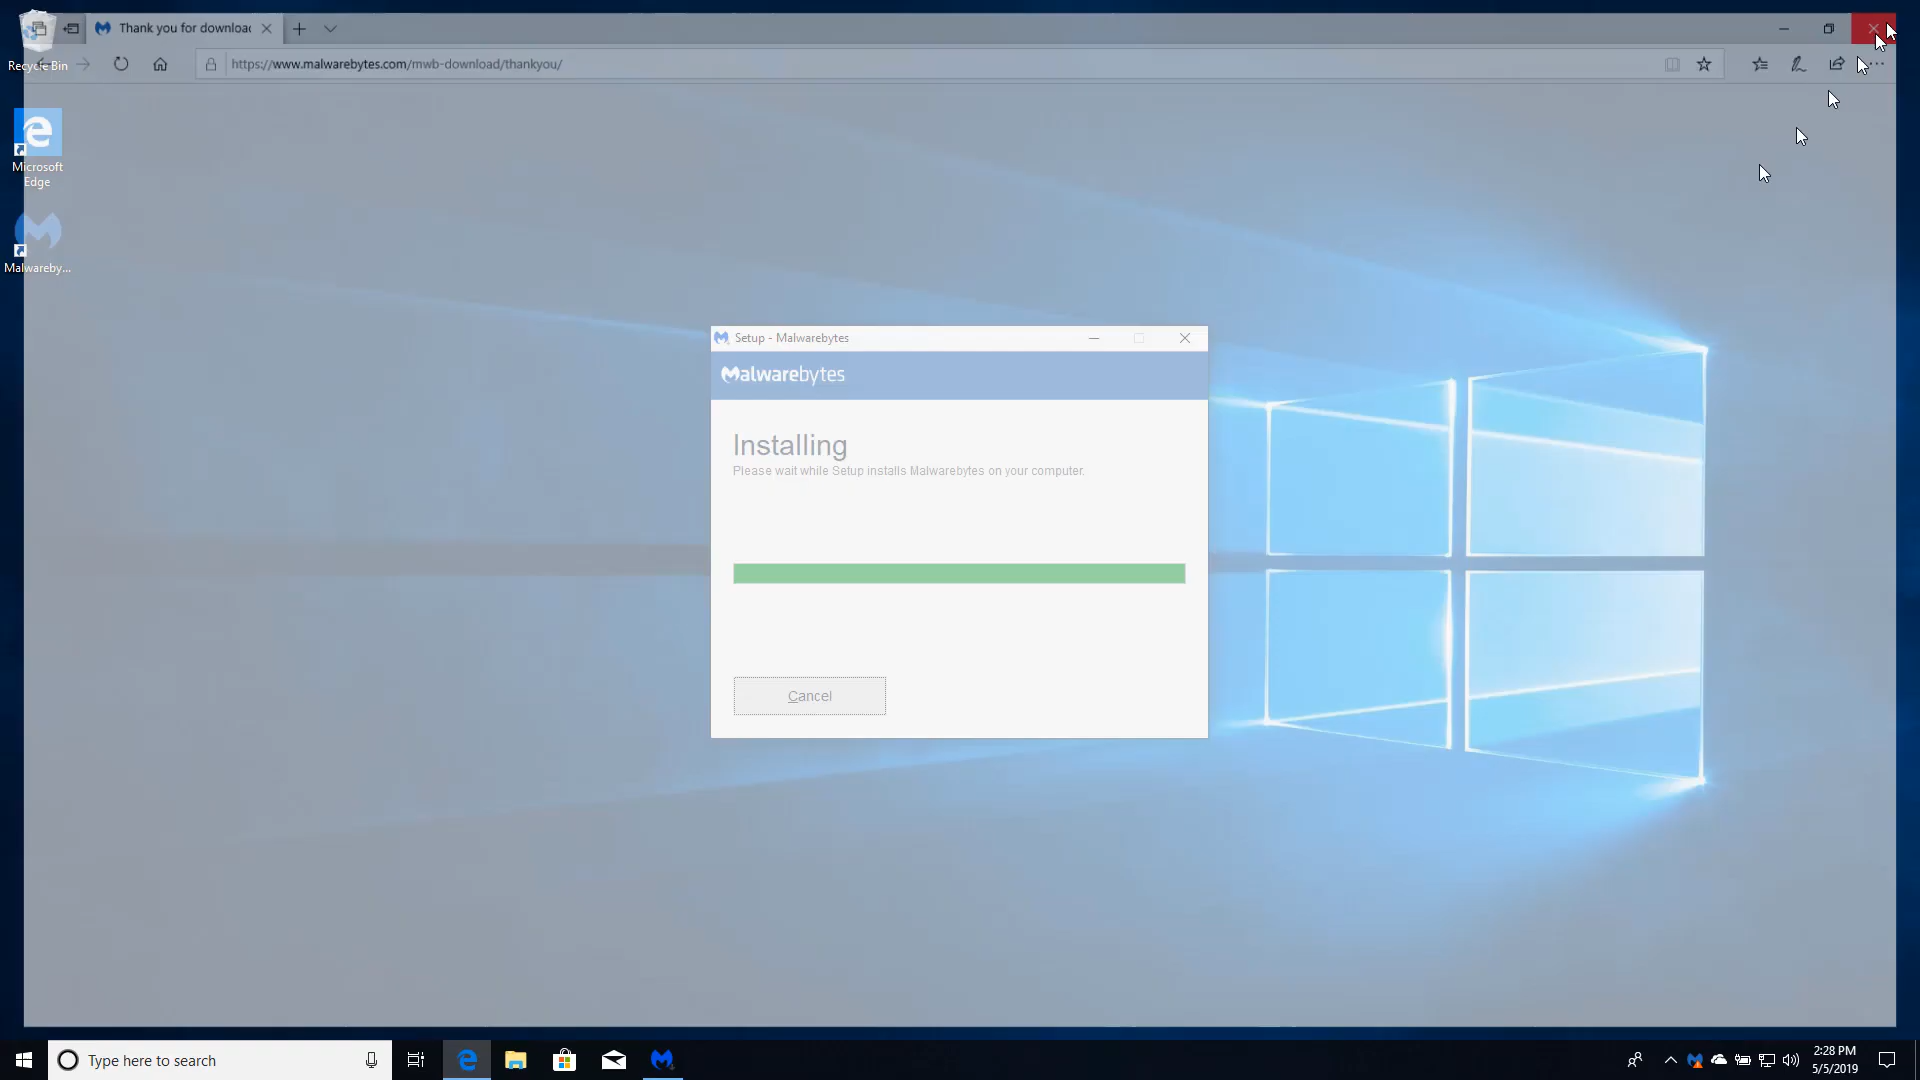 Thank you for downloa
https://www.malwarebytes.com/mwb-download/thankyou/
Recycle Bin
Microsoft
Edge
Malwareby...
Setup - Malwarebytes
Malwarebytes
Installing
Please wait while Setup installs Malwarebytes on your computer.
Cancel
Type here to search
2:28 PM
5/5/2019